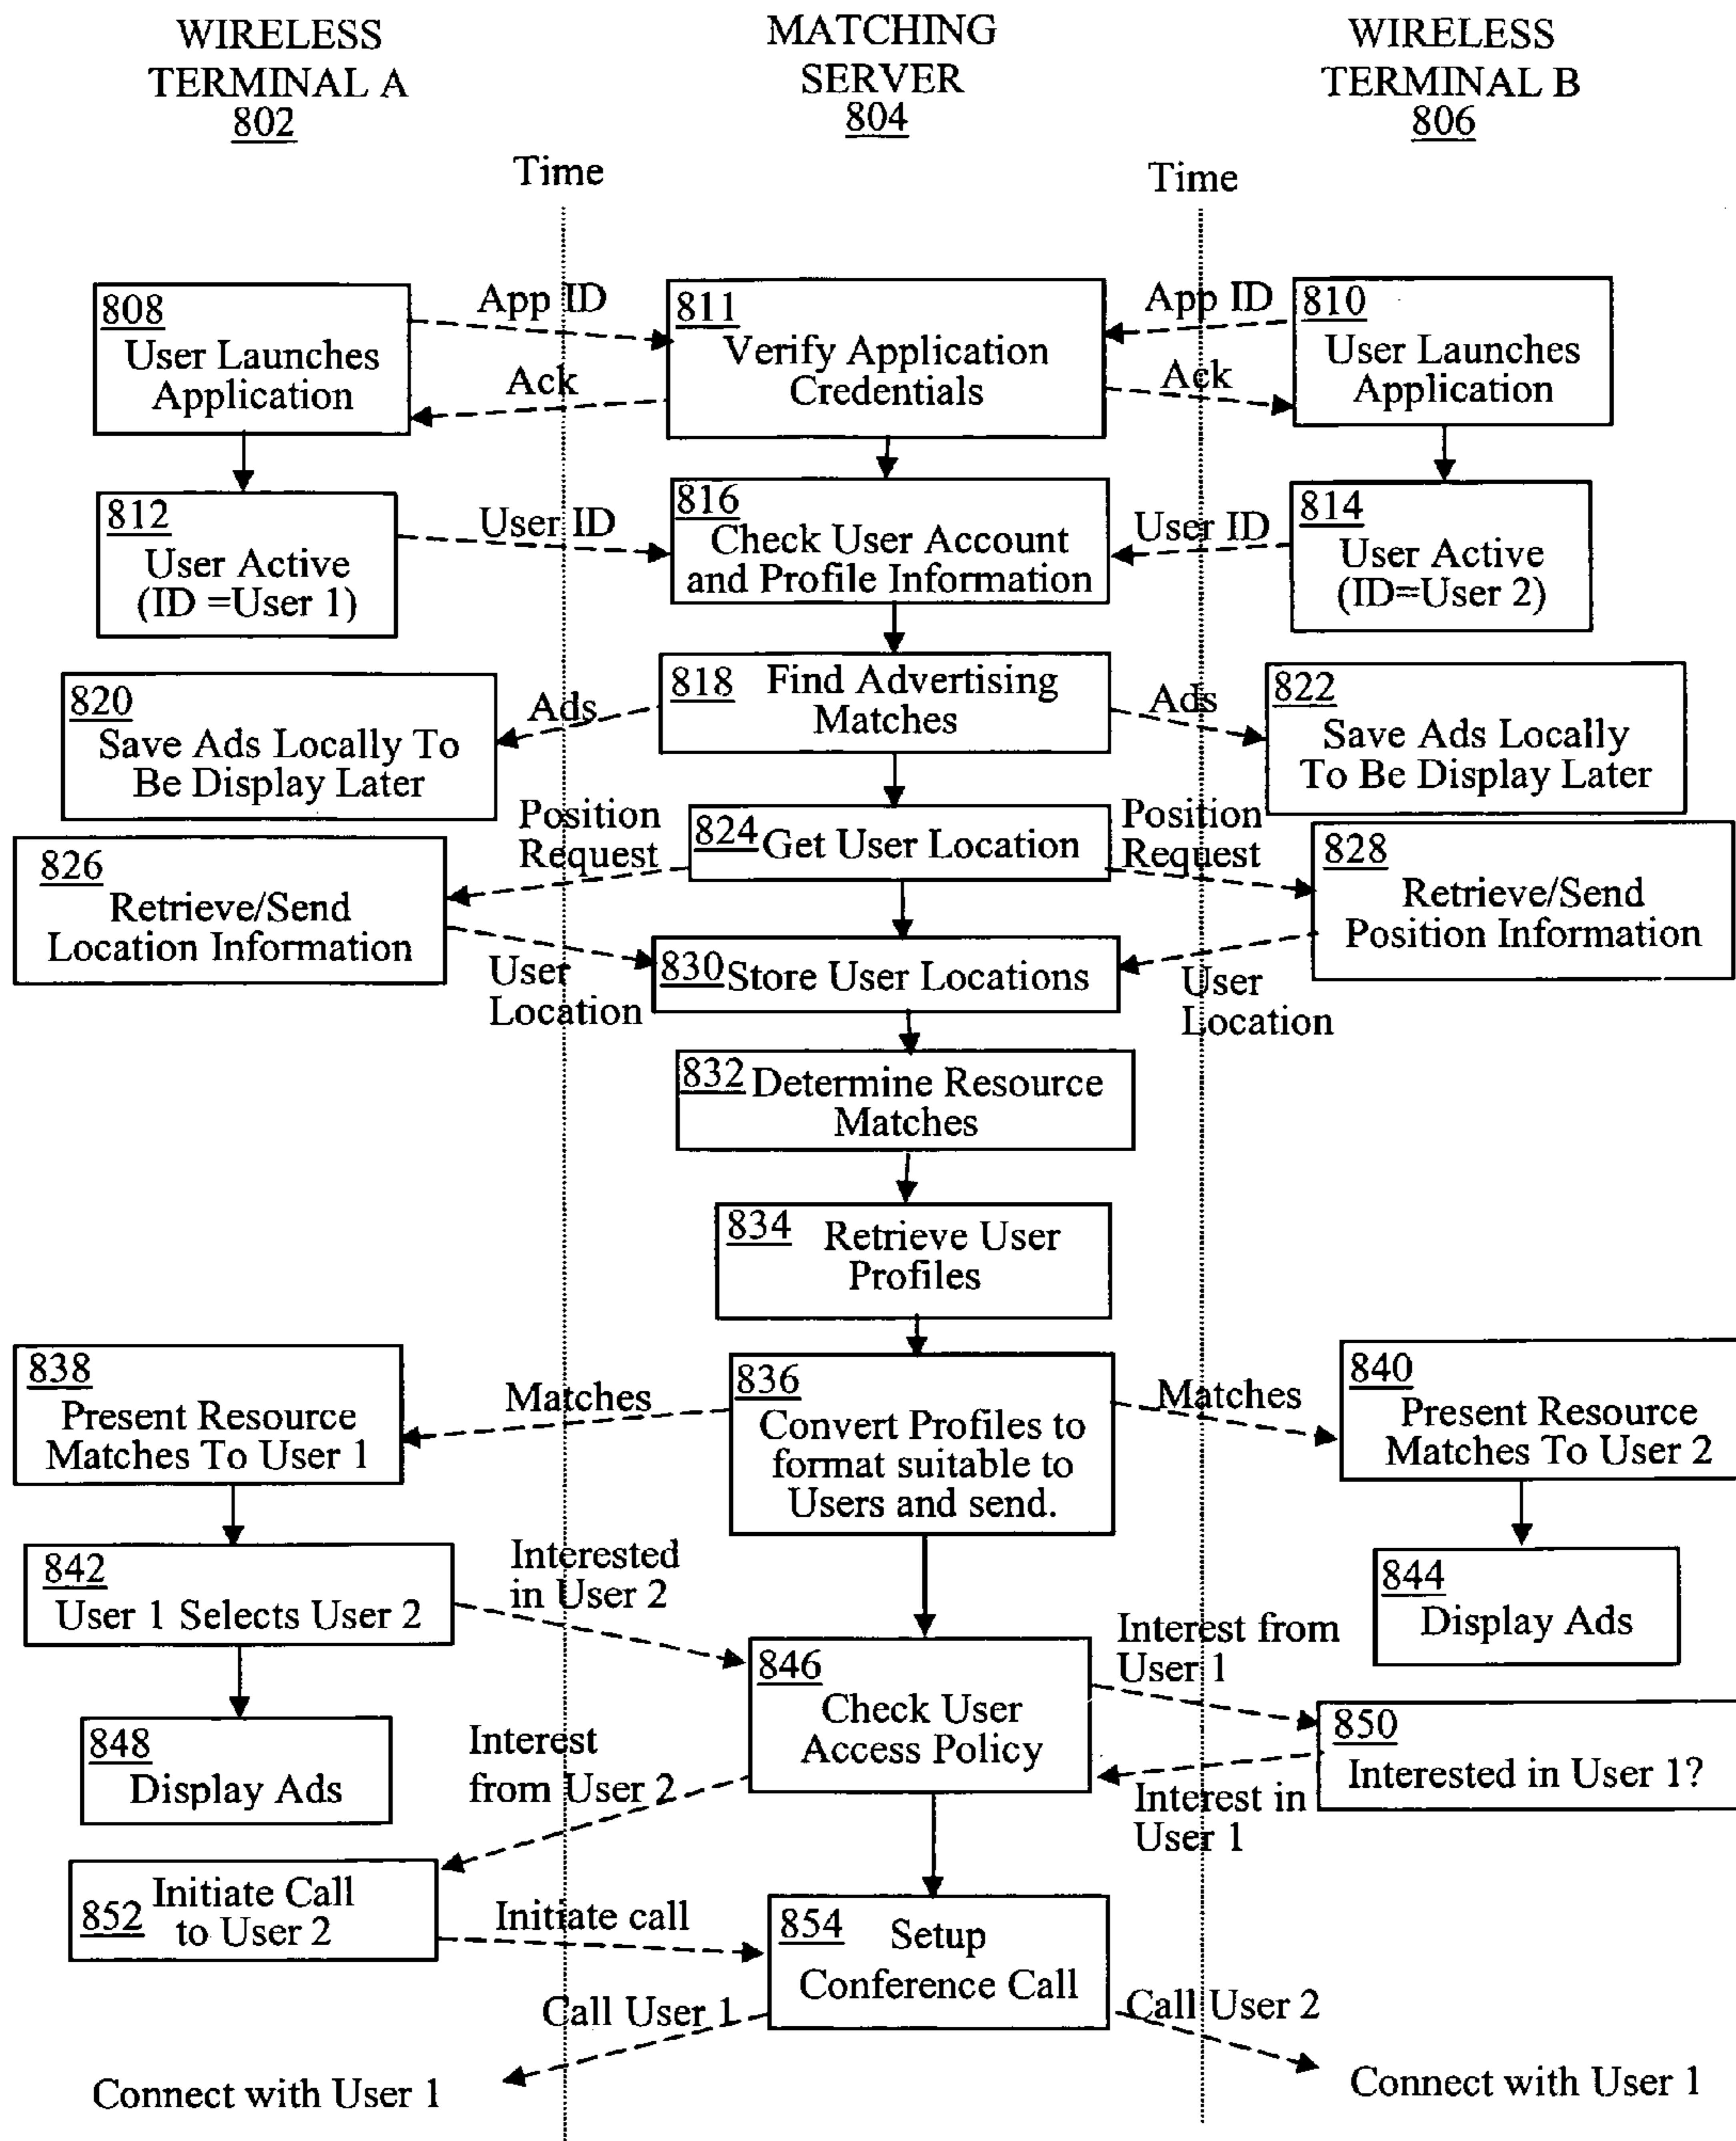 WIRELESS
TERMINAL A
802
MATCHING
SERVER
804
WIRELESS
TERMINAL B
806
Time
Time
808
User Launches
Application
App ID
Ack
811
Verify Application
Credentials
App ID
Ack
810
User Launches
Application
812
User Active
(ID =User 1)
User ID
816
Check User Account
and Profile Information
User ID
814
User Active
(ID=User 2)
820
Save Ads Locally To
Be Display Later
Ads
818 Find Advertising
Matches
Ads
822
Save Ads Locally
To Be Display Later
Position
Request
824 Get User Location
Position
Request
826
Retrieve/Send
Location Information
828
Retrieve/Send
Position Information
User
Location
830 Store User Locations
User
Location
832 Determine Resource
Matches
834 Retrieve User
Profiles
838
Present Resource
Matches To User 1
Matches
836
Convert Profiles to
format suitable to
Users and send.
Matches
840
Present Resource
Matches To User 2
842
User 1 Selects User 2
Interested
in User 2
844
Display Ads
846
Check User
Access Policy
Interest from
User 1
848
Display Ads
Interest
from User 2
850
Interested in User 1?
Interest in
User 1
852 Initiate Call
to User 2
Initiate call
854 Setup
Conference Call
Call User 1
Call User 2
Connect with User 1
Connect with User 1